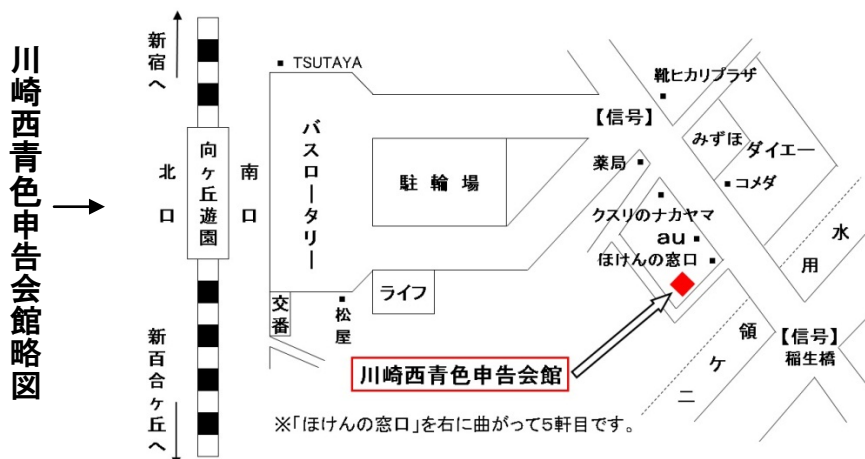 川崎西青色申告会館略図
新宿へ
北口
向ヶ丘遊園
南口
新百合ヶ丘へ
TSUTAYA
バスロータリー
駐輪場
ライフ
交番
松屋
靴ヒカリプラザ
【信号】
みずほ
ダイエー
薬局
コメダ
クスリのナカヤマ
au
ほけんの窓口
川崎西青色申告会館
二ケ領
用水
【信号】
稲生橋
※「ほけんの窓口」を右に曲がって5軒目です。